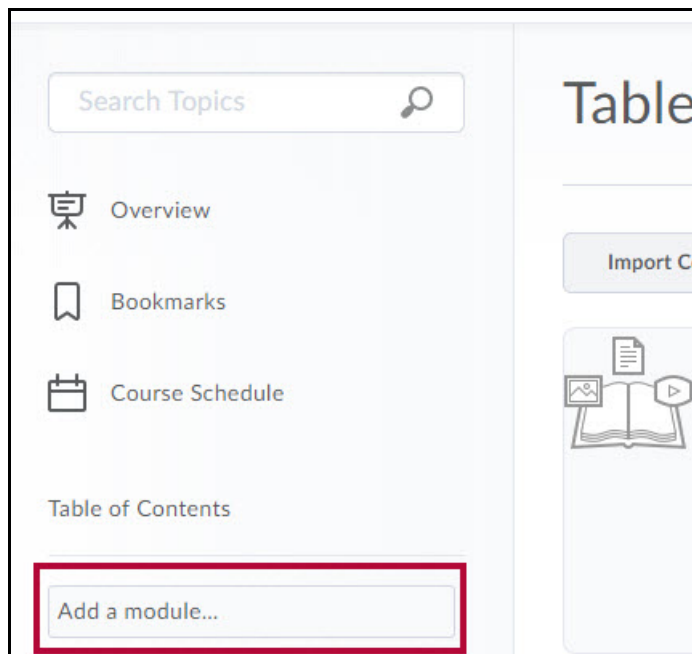 Search Topics
Overview
Bookmarks
Course Schedule
Table of Contents
Add a module...
Table
Import